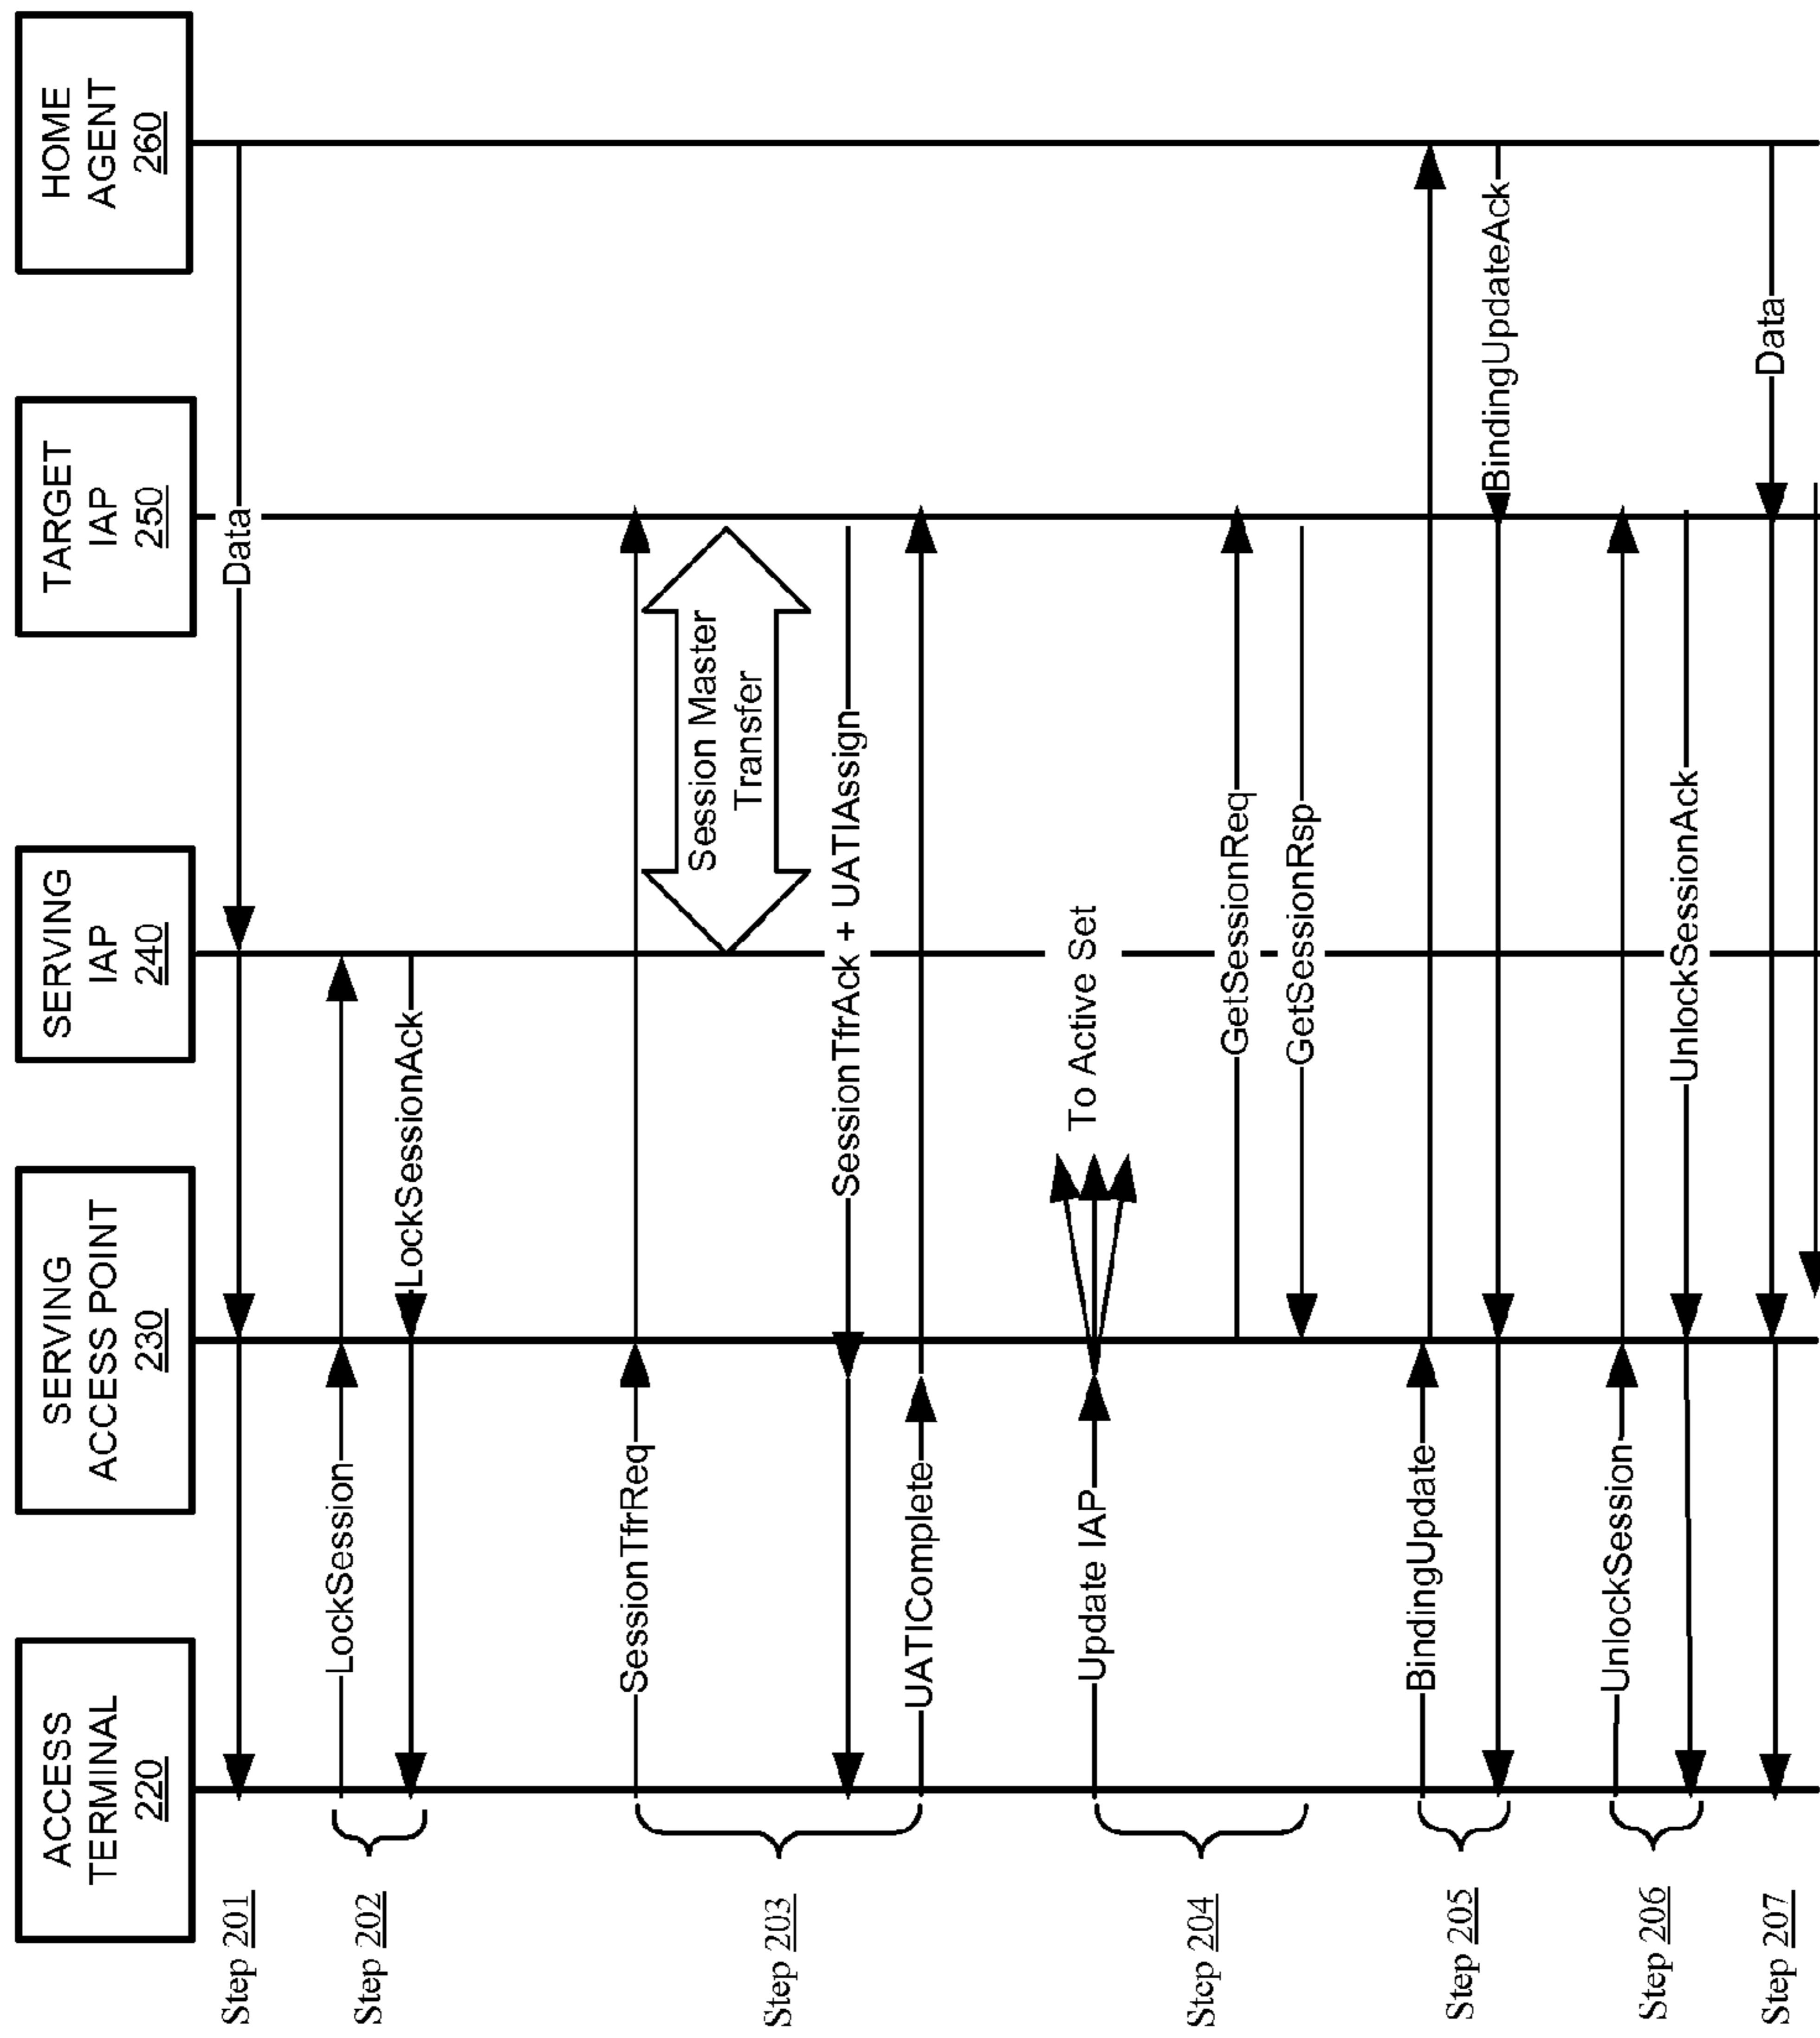 ACCESS
TERMINAL
220
SERVING
ACCESS POINT
230
SERVING
IAP
240
TARGET
IAP
250
HOME
AGENT
260
Step 201
Data
Step 202
LockSession
LockSessionAck
Step 203
SessionTfrReq
Session Master
Transfer
SessionTfrAck + UATIAssign
UATIComplete
Step 204
Update IAP
To Active Set
GetSessionReq
GetSessionRsp
Step 205
BindingUpdate
BindingUpdateAck
Step 206
UnlockSession
UnlockSessionAck
Step 207
Data